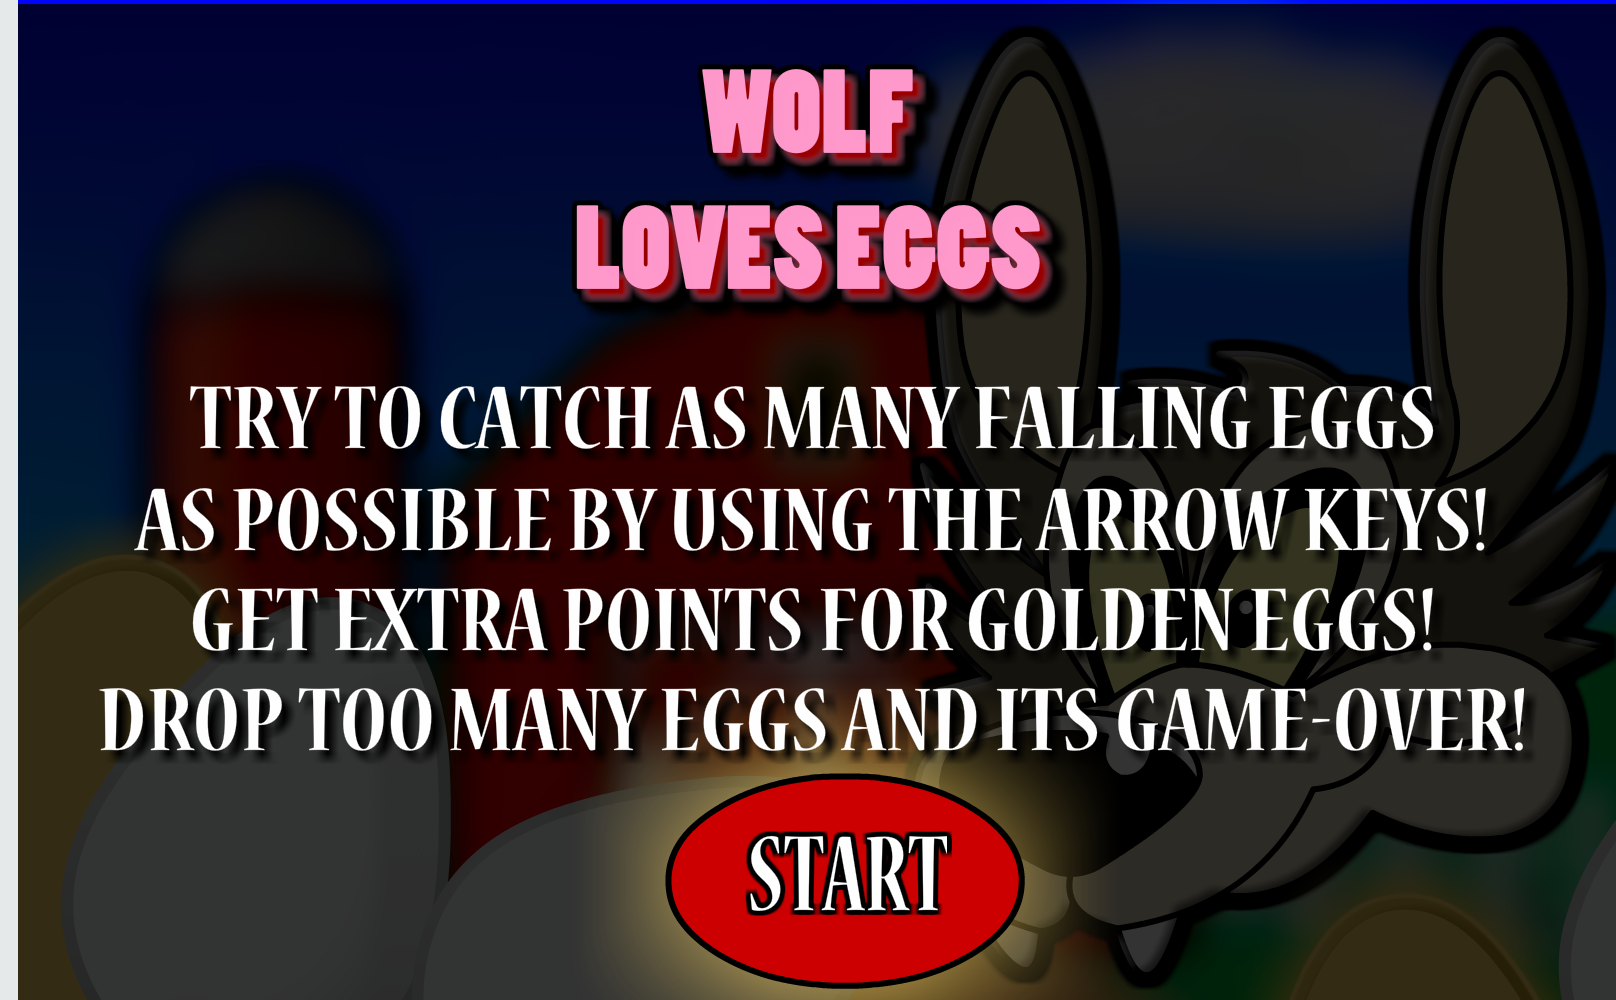 WOLF
LOVES EGGS
TRY TO CATCH AS MANY FALLING EGGS
AS POSSIBLE BY USING THE ARROW KEYS!
GET EXTRA POINTS FOR GOLDEN EGGS!
DROP TOO MANY EGGS AND ITS GAME-OVER!
START